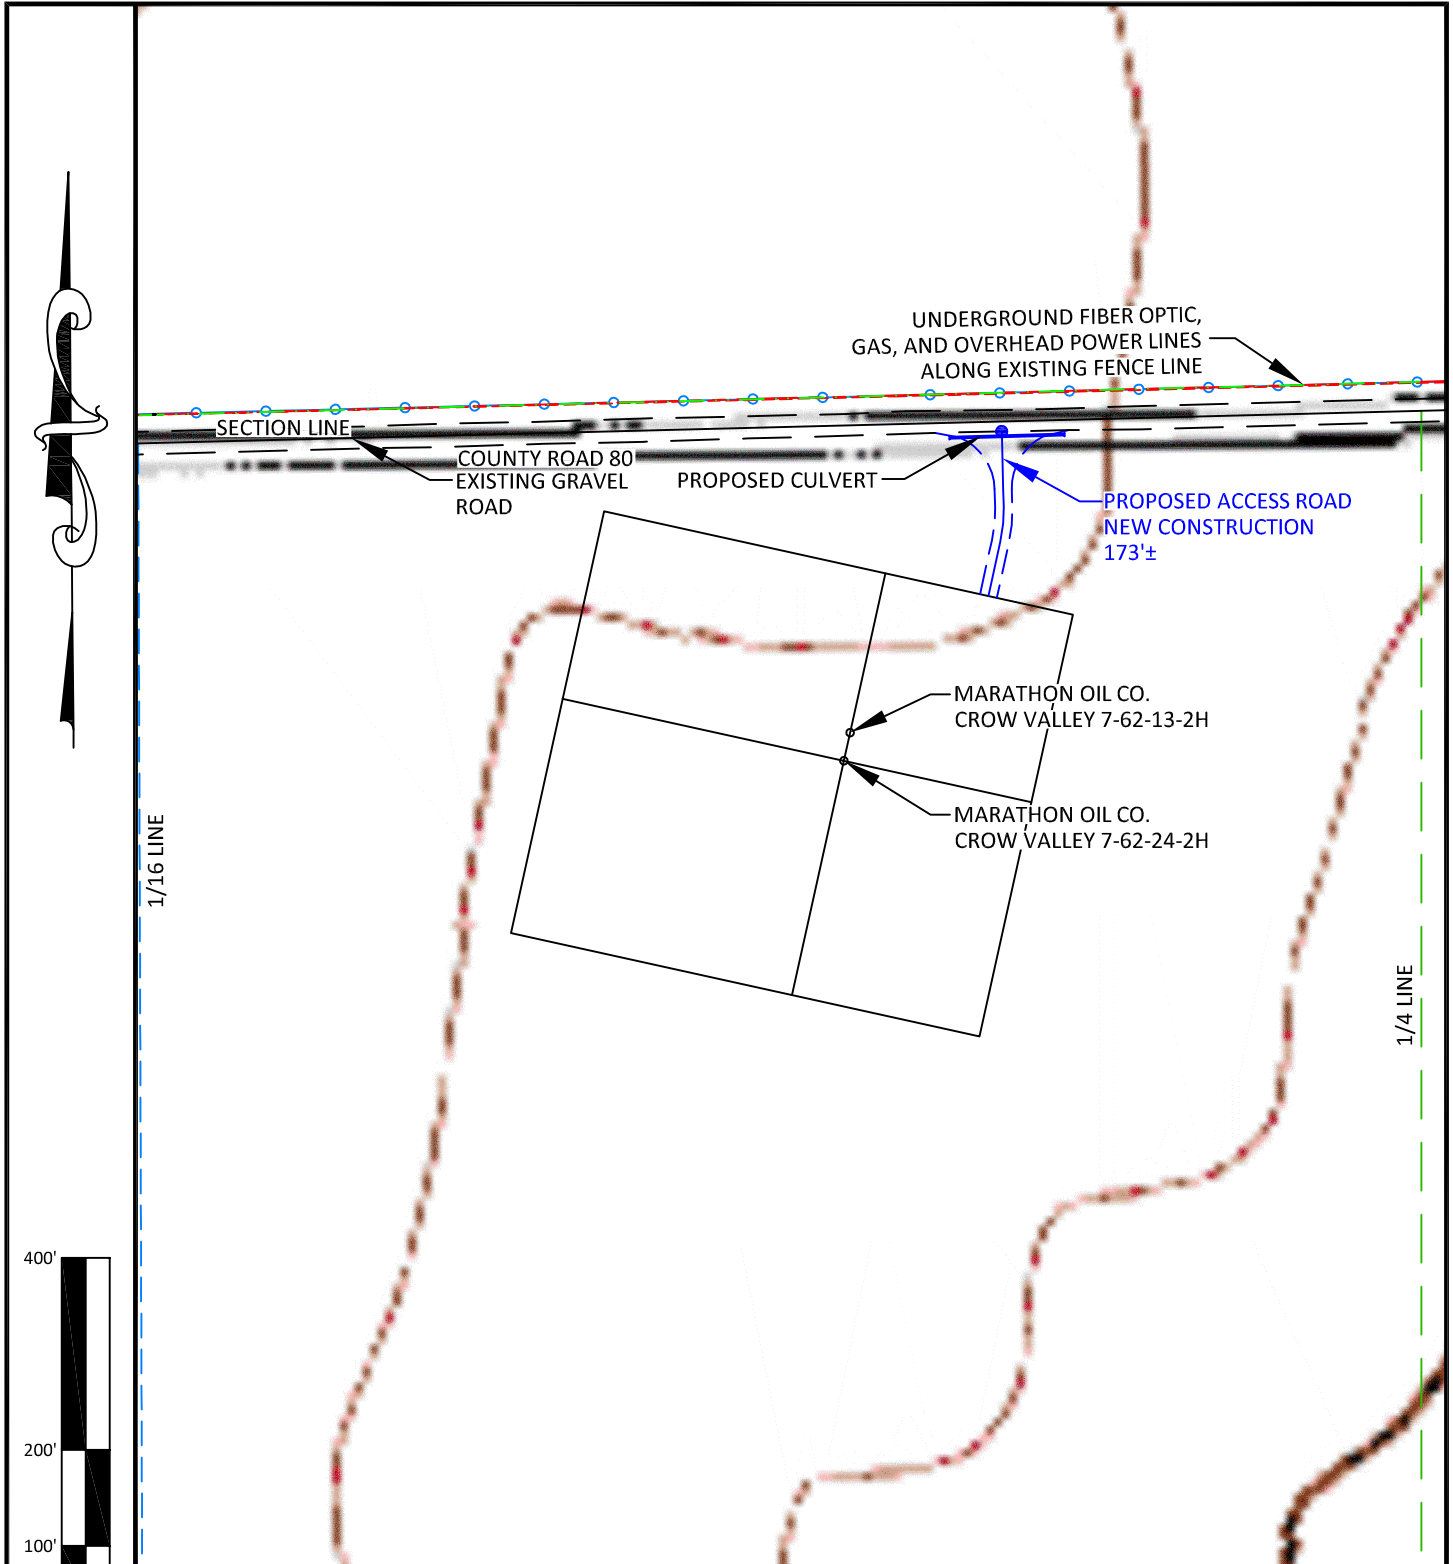 UNDERGROUND FIBER OPTIC,
GAS, AND OVERHEAD POWER LINES
ALONG EXISTING FENCE LINE
SECTION LINE
COUNTY ROAD 80
EXISTING GRAVEL
ROAD
PROPOSED CULVERT
PROPOSED ACCESS ROAD
NEW CONSTRUCTION
173'±
MARATHON OIL CO.
CROW VALLEY 7-62-13-2H
MARATHON OIL CO.
CROW VALLEY 7-62-24-2H
1/16 LINE
1/4 LINE
400'
200'
100'